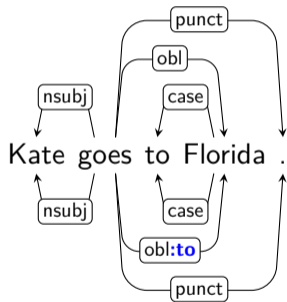 punct
obl
nsubj case
Kate goes to Florida .
nsubj case
obl:to
punct